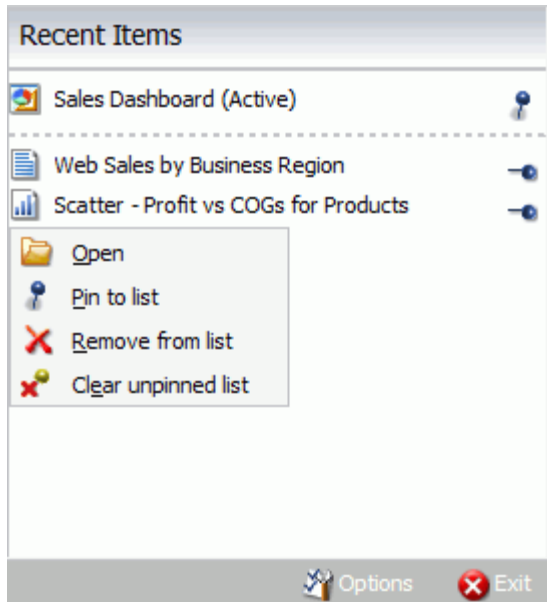 Recent Items
Sales Dashboard (Active)
Web Sales by Business Region
Scatter - Profit vs COGs for Products
Open
Pin to list
Remove from list
Clear unpinned list
Options Exit